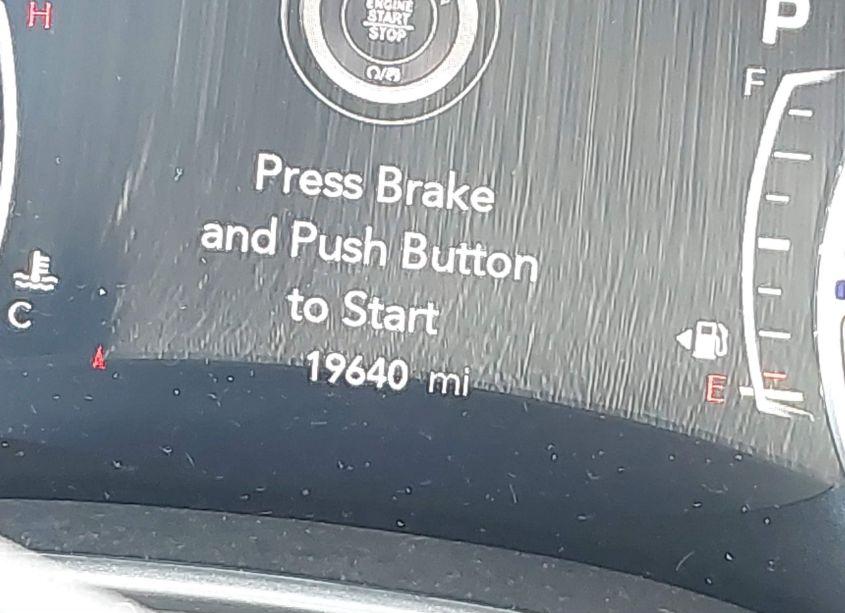 H
ENGINE
START
STOP
P
F
Press Brake
and Push Button
to Start
C
A
19640 mi
E